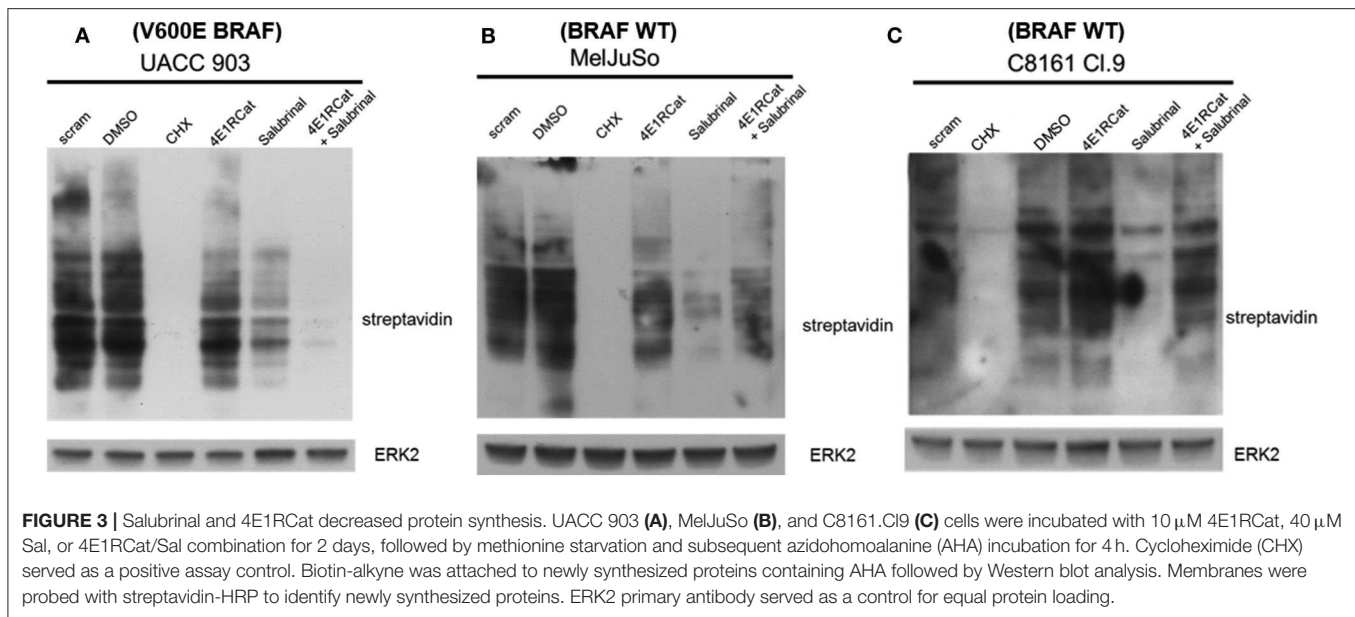 A (V600E BRAF)
UACC 903
scram DMSO CHX 4E1RCat Salubrinal 4E1RCat
+ Salubrinal
streptavidin
ERK2
B (BRAF WT)
MelJuSo
scram DMSO CHX 4E1RCat Salubrinal 4E1RCat
+ Salubrinal
streptavidin
ERK2
C (BRAF WT)
C8161 Cl.9
scram CHX DMSO 4E1RCat Salubrinal 4E1RCat
+ Salubrinal
streptavidin
ERK2
FIGURE 3 | Salubrinal and 4E1RCat decreased protein synthesis. UACC 903 (A), MelJuSo (B), and C8161.Cl9 (C) cells were incubated with 10 μM 4E1RCat, 40 μM
Sal, or 4E1RCat/Sal combination for 2 days, followed by methionine starvation and subsequent azidohomoalanine (AHA) incubation for 4 h. Cycloheximide (CHX)
served as a positive assay control. Biotin-alkyne was attached to newly synthesized proteins containing AHA followed by Western blot analysis. Membranes were
probed with streptavidin-HRP to identify newly synthesized proteins. ERK2 primary antibody served as a control for equal protein loading.